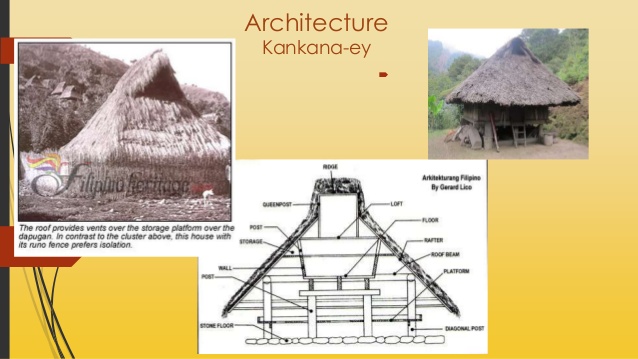 Architecture
Kankana-ey
Filipino heritage
The roof provides vents over the storage platform over the
dapugan. In contrast to the cluster above, this house with
its runo fence prefers isolation.
RIDGE
Arkitekturang Filipino
By Gerard Lico
QUEENPOST
LOFT
POST
FLOOR
STORAGE
RAFTER
ROOF BEAM
WALL
PLATFORM
POST
STONE FLOOR
DIAGONAL POST